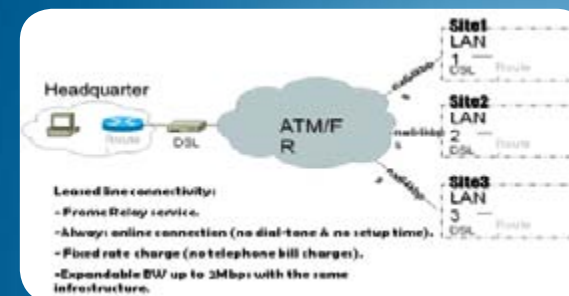 Site1
LAN
1
DSL Route
Headquarter
Site2
LAN
2
DSL Route
ATM/F
R
Route DSL
Site3
LAN
3
DSL Route
Leased line connectivity:
- Frame Relay service.
-Always online connection (no dial-tone & no setup time).
- Fixed rate charge (no telephone bill charges).
-Expandable BW up to 2Mbps with the same
infrastructure.